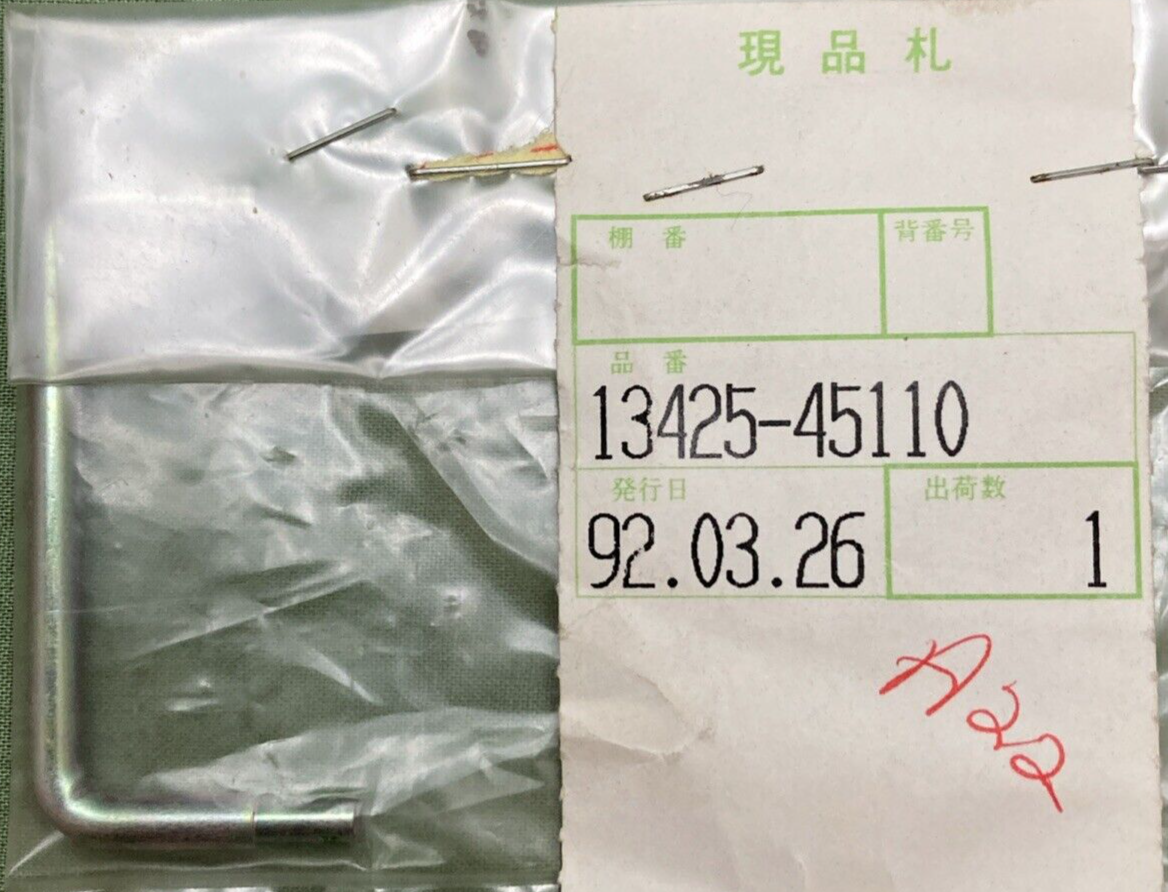 現品札
棚番 背番号
品番
13425-45110
発行日 出荷数
92.03.26 1
A22